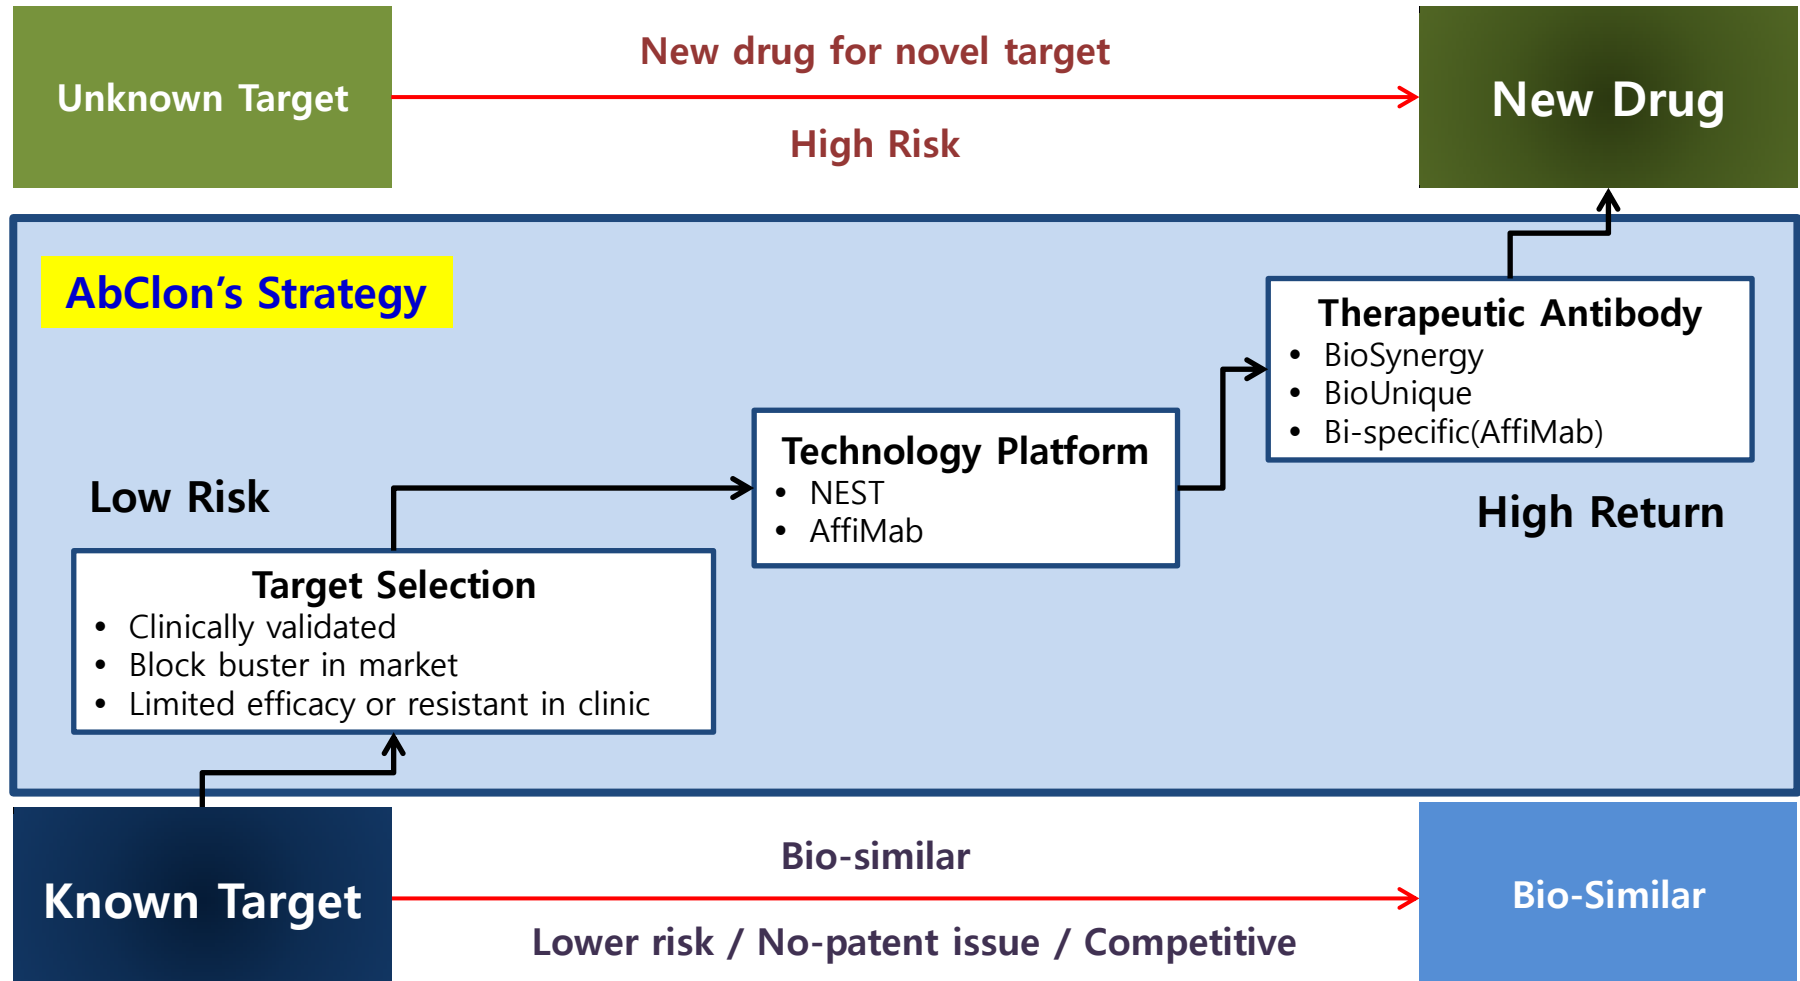 New drug for novel target
Unknown Target
New Drug
High Risk
AbClon’s Strategy
Therapeutic Antibody
• BioSynergy
• BioUnique
• Bi-specific(AffiMab)
Technology Platform
• NEST
• AffiMab
Low Risk
High Return
Target Selection
• Clinically validated
• Block buster in market
• Limited efficacy or resistant in clinic
Bio-similar
Known Target
Bio-Similar
Lower risk / No-patent issue / Competitive